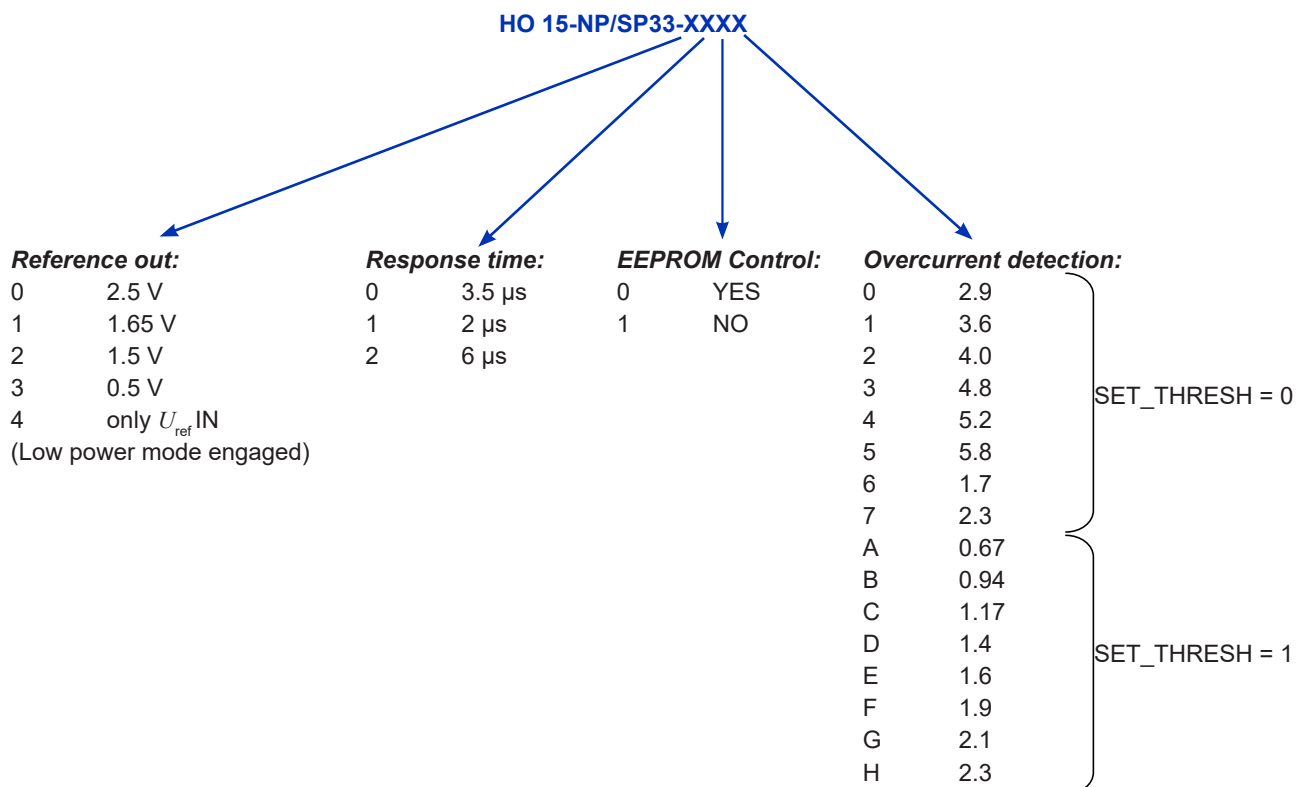 HO 15-NP/SP33-XXXX
Reference out:
0 2.5 V
1 1.65 V
2 1.5 V
3 0.5 V
4 only Uref IN
(Low power mode engaged)
Response time:
0 3.5 µs
1 2 µs
2 6 µs
EEPROM Control:
0 YES
1 NO
Overcurrent detection:
0 2.9
1 3.6
2 4.0
3 4.8
4 5.2
5 5.8
6 1.7
7 2.3
SET_THRESH = 0
A 0.67
B 0.94
C 1.17
D 1.4
E 1.6
F 1.9
G 2.1
H 2.3
SET_THRESH = 1